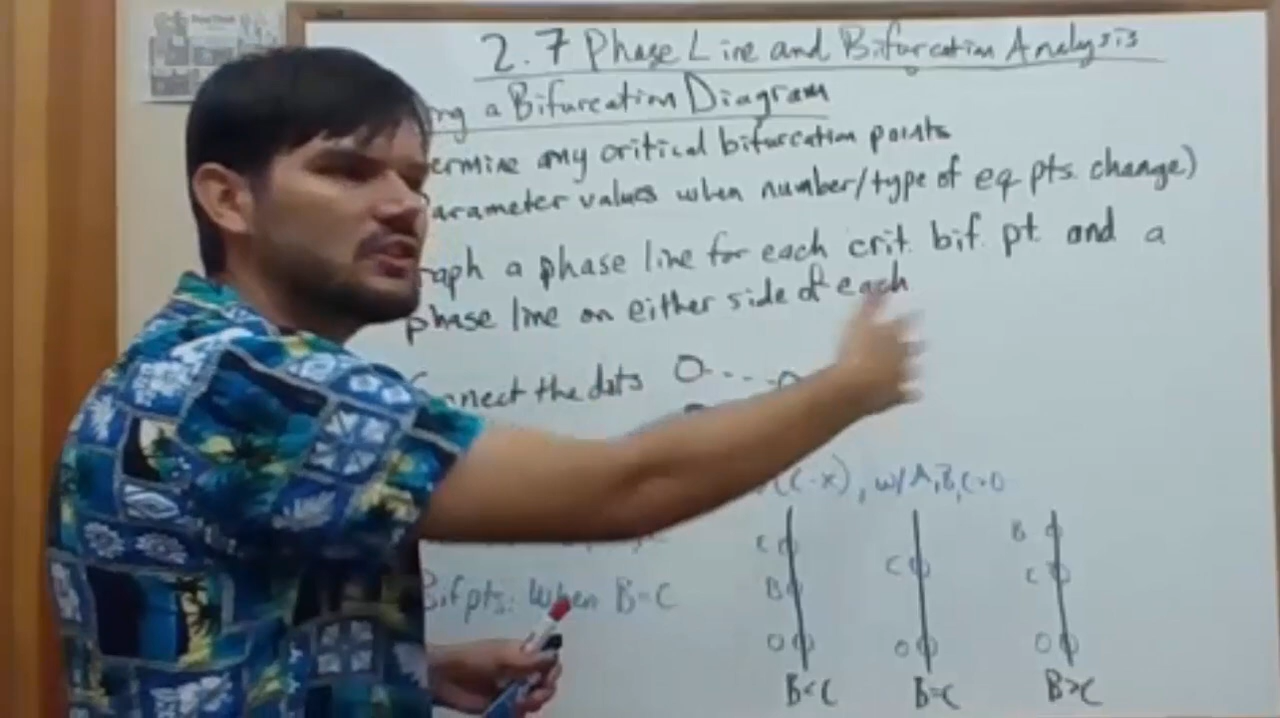 2.7 Phase Line and Bifurcation Analysis
ng a Bifurcation Diagram
ermine any critical bifurcation points
arameter values when number/type of eq pts. change)
raph a phase line for each crit. bif. pt. and a
phase line on either side of each
nnect the dots
(C-x), w/A,B,C>0
Bif pts: When B=C
C B O
B<C
C O
B=C
B C O
B>C